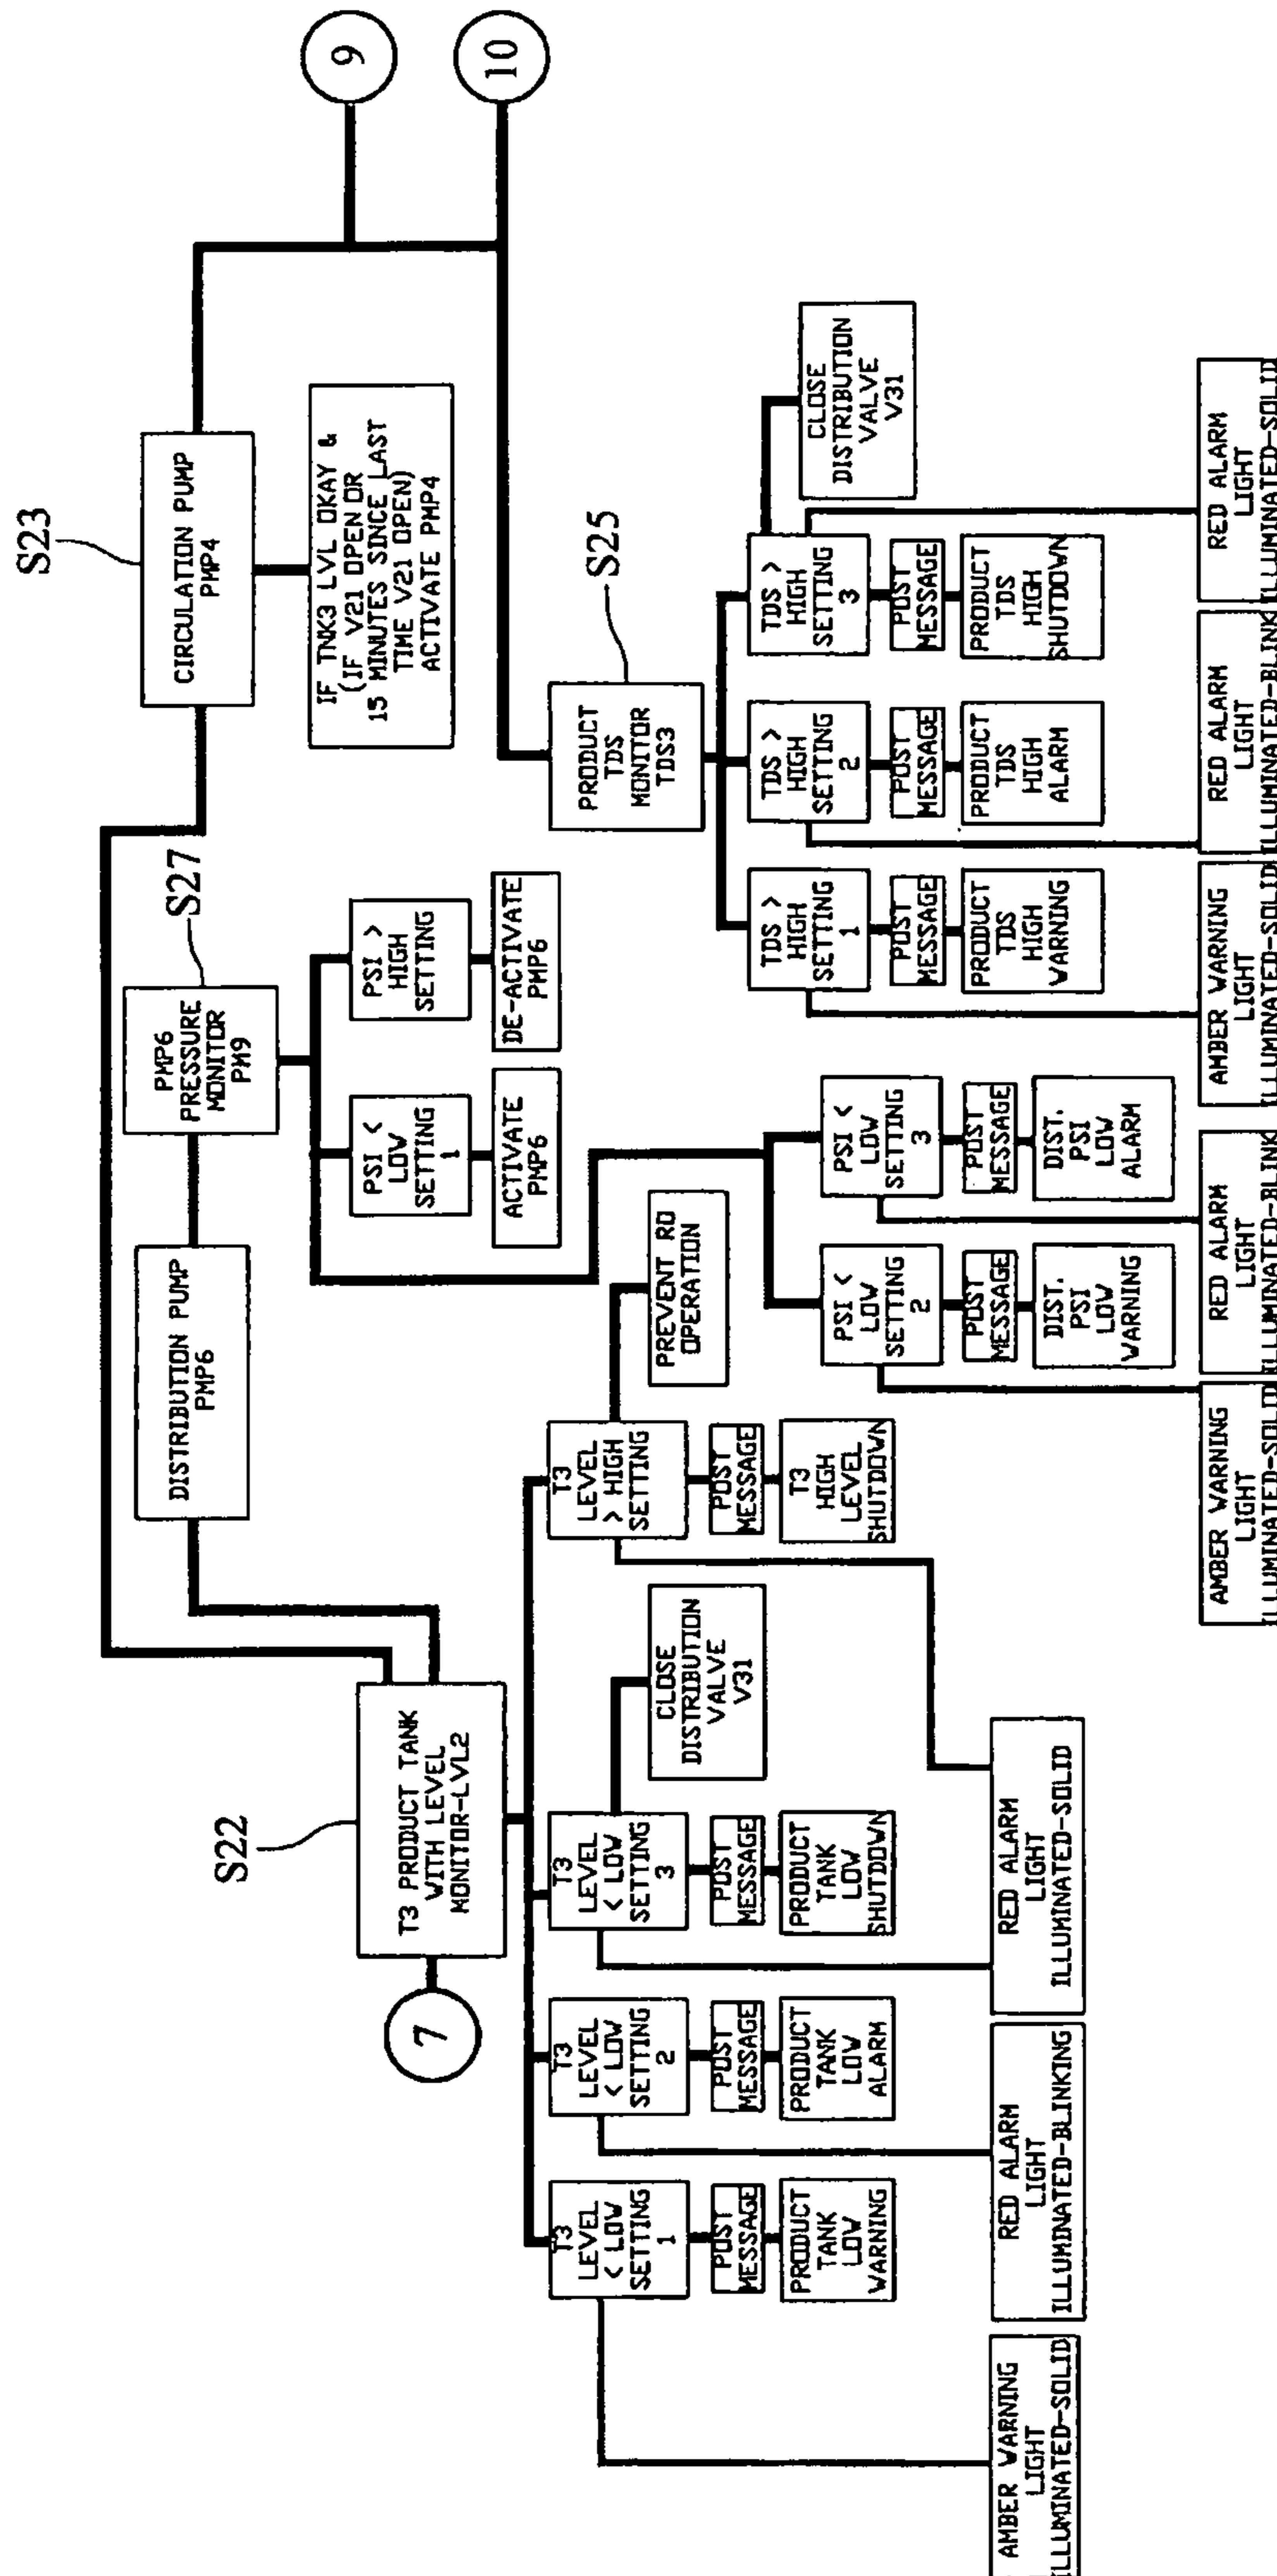 S23
CIRCULATION PUMP
PMP4
IF TNK3 LVL OKAY &
(IF V21 OPEN OR
15 MINUTES SINCE LAST
TIME V21 OPEN)
ACTIVATE PMP4
9
10
DISTRIBUTION PUMP
PMP6
PMP6
PRESSURE
MONITOR
PM9
S27
PSI <
LOW
SETTING
1
ACTIVATE
PMP6
PSI >
HIGH
SETTING
DE-ACTIVATE
PMP6
S22
7
T3 PRODUCT TANK
WITH LEVEL
MONITOR-LVL2
T3
LEVEL
< LOW
SETTING
1
POST
MESSAGE
PRODUCT
TANK
LOW
WARNING
AMBER WARNING
LIGHT
ILLUMINATED-SOLID
T3
LEVEL
< LOW
SETTING
2
POST
MESSAGE
PRODUCT
TANK
LOW
ALARM
RED ALARM
LIGHT
ILLUMINATED-BLINKING
T3
LEVEL
< LOW
SETTING
3
POST
MESSAGE
PRODUCT
TANK
LOW
SHUTDOWN
CLOSE
DISTRIBUTION
VALVE
V31
RED ALARM
LIGHT
ILLUMINATED-SOLID
T3
LEVEL
> HIGH
SETTING
POST
MESSAGE
T3
HIGH
LEVEL
SHUTDOWN
PREVENT RO
OPERATION
PSI <
LOW
SETTING
2
POST
MESSAGE
DIST.
PSI
LOW
WARNING
AMBER WARNING
LIGHT
ILLUMINATED-SOLID
PSI <
LOW
SETTING
3
POST
MESSAGE
DIST.
PSI
LOW
ALARM
RED ALARM
LIGHT
ILLUMINATED-BLINK
S25
PRODUCT
TDS
MONITOR
TDS3
TDS >
HIGH
SETTING
1
POST
MESSAGE
PRODUCT
TDS
HIGH
WARNING
AMBER WARNING
LIGHT
ILLUMINATED-SOLID
TDS >
HIGH
SETTING
2
POST
MESSAGE
PRODUCT
TDS
HIGH
ALARM
RED ALARM
LIGHT
ILLUMINATED-BLINK
TDS >
HIGH
SETTING
3
POST
MESSAGE
PRODUCT
TDS
HIGH
SHUTDOWN
CLOSE
DISTRIBUTION
VALVE
V31
RED ALARM
LIGHT
ILLUMINATED-SOLID